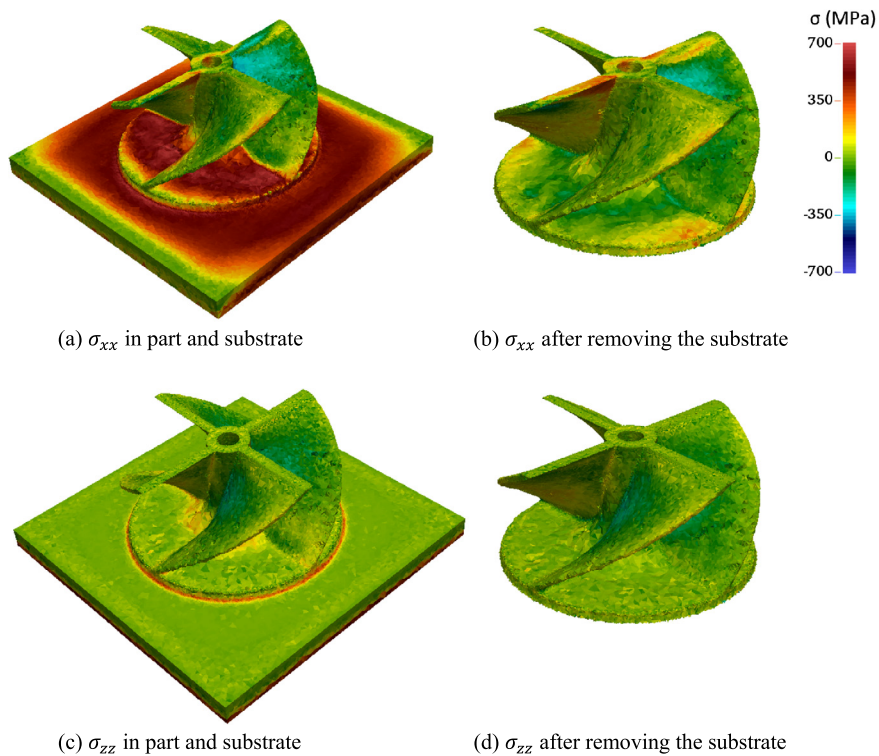 σ (MPa)
700
350
0
-350
-700
(a) σxx in part and substrate
(b) σxx after removing the substrate
(c) σzz in part and substrate
(d) σzz after removing the substrate